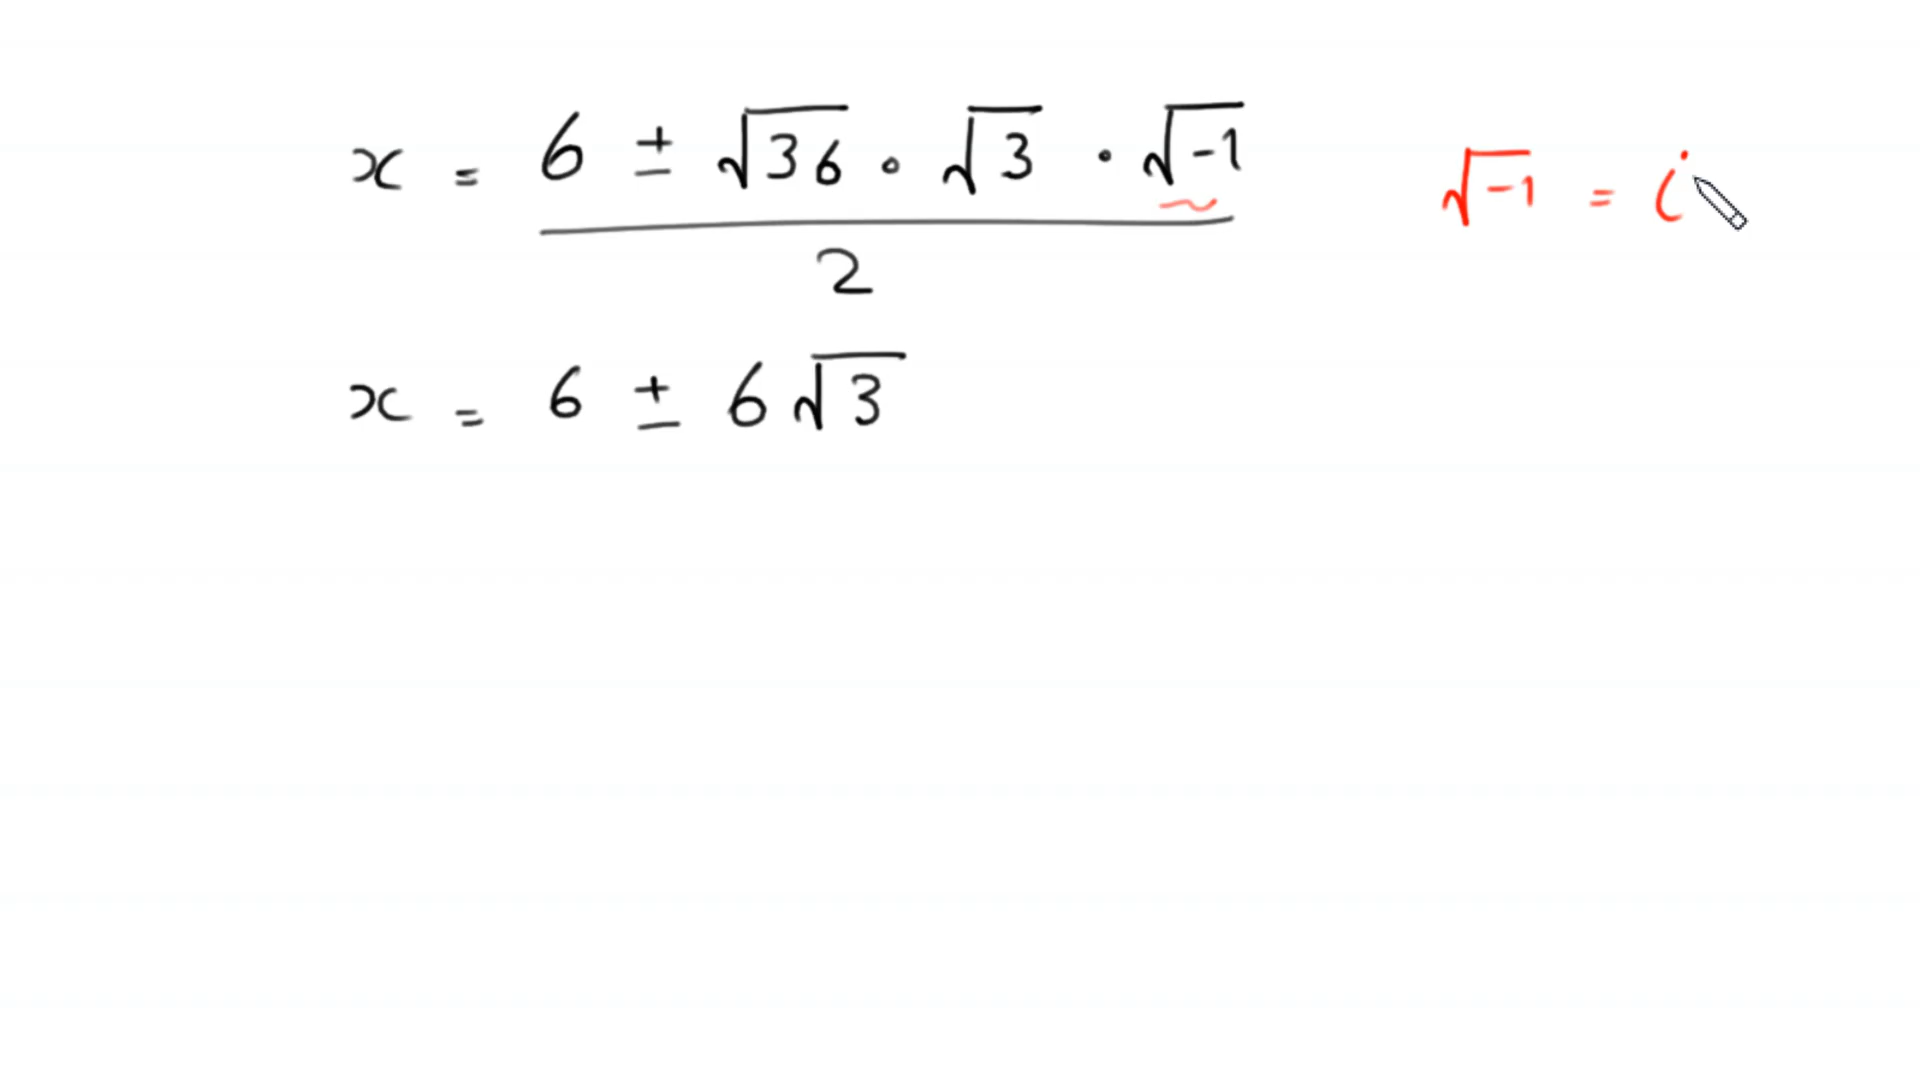 x = 6 ± √36 · √3 · √-1 √-1 = i
2
x = 6 ± 6√3